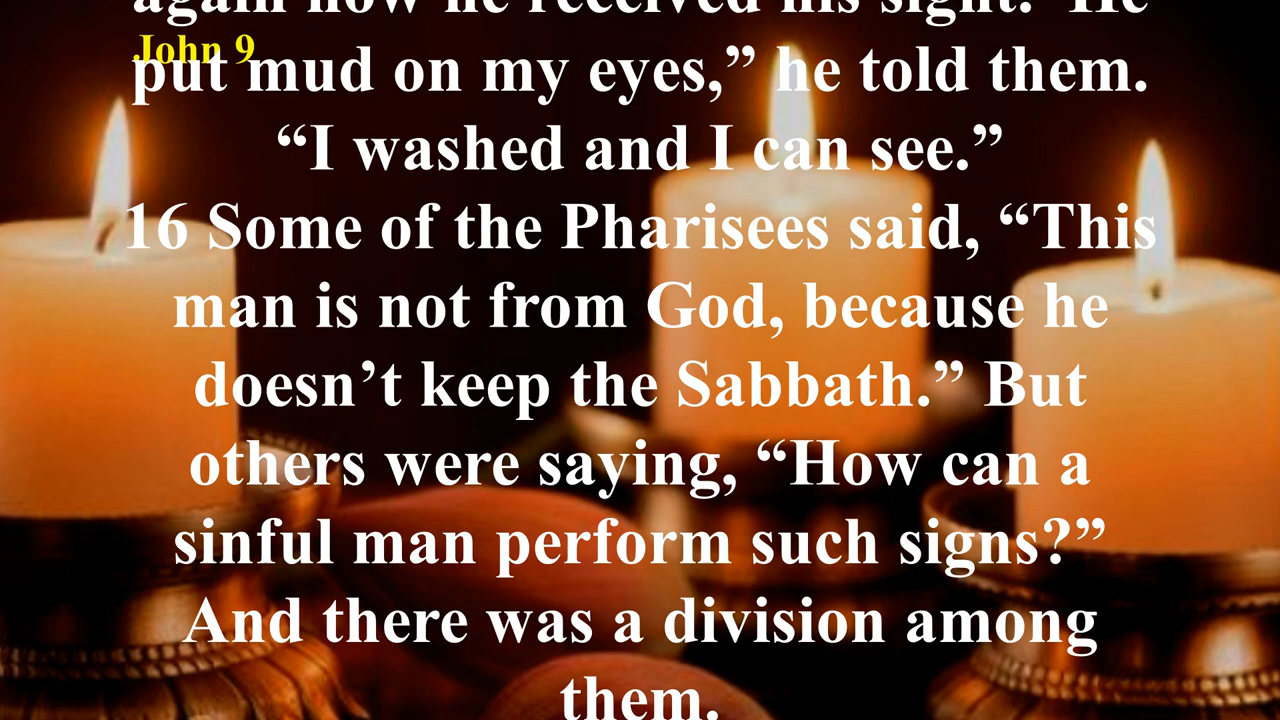 again how he received his sight. “He
John 9
put mud on my eyes,” he told them.
“I washed and I can see.”
16 Some of the Pharisees said, “This
man is not from God, because he
doesn’t keep the Sabbath.” But
others were saying, “How can a
sinful man perform such signs?”
And there was a division among
them.